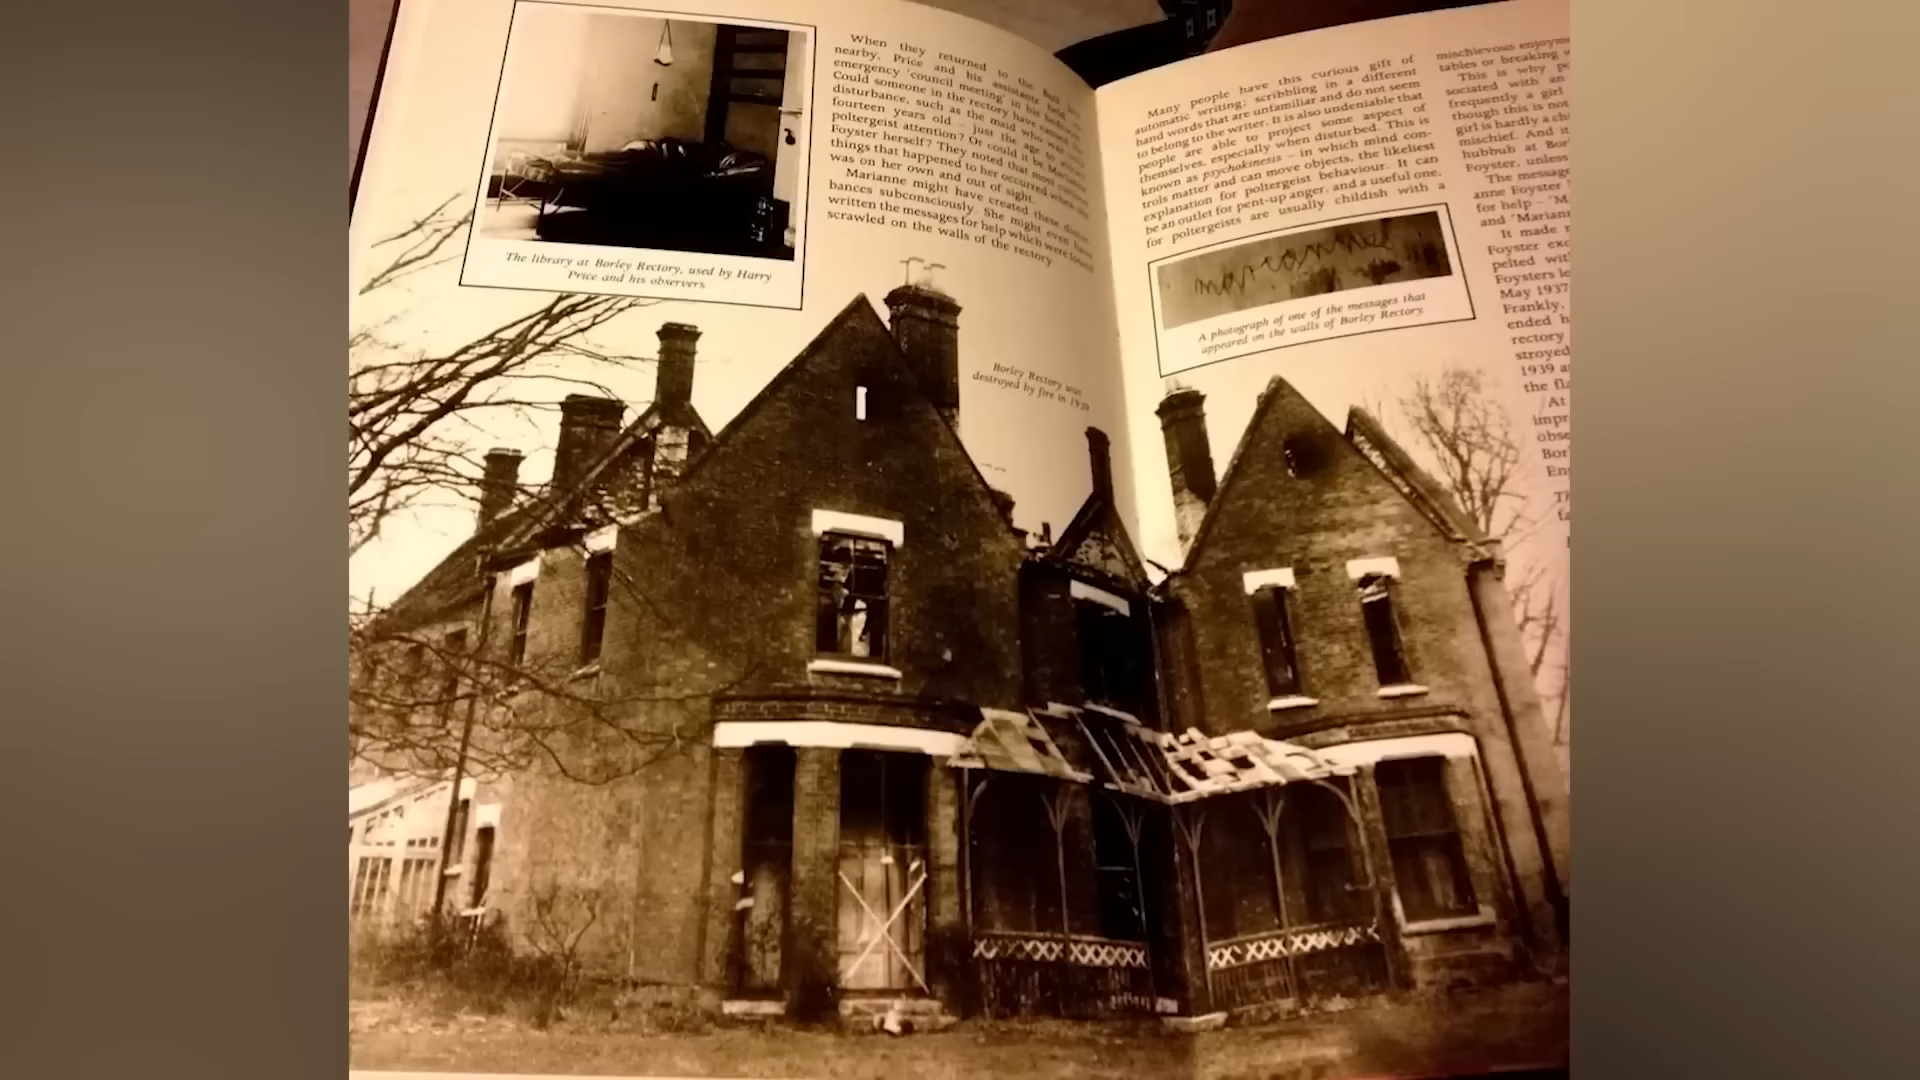 The library at Borley Rectory, used by Harry
Price and his observers.
When they returned to the Bull
nearby, Price and his assistants held an
emergency 'council meeting' in his
Could someone in the rectory have caused
disturbance, such as the maid who was only
fourteen years old – just the age to attract
poltergeist attention? Or could it be Marianne
Foyster herself? They noted that most
things that happened to her occurred when she
was on her own and out of sight.
Marianne might have created these distur-
bances subconsciously. She might even have
written the messages for help which were found
scrawled on the walls of the rectory
Borley Rectory was
destroyed by fire in 1939
Many people have this curious gift of
automatic writing; scribbling in a different
hand words that are unfamiliar and do not seem
to belong to the writer. It is also undeniable that
people are able to project some aspect of
themselves, especially when disturbed. This is
known as psychokinesis – in which mind con-
trols matter and can move objects, the likeliest
explanation for poltergeist behaviour. It can
be an outlet for pent-up anger, and a useful one,
for poltergeists are usually childish with a
marianne
A photograph of one of the messages that
appeared on the walls of Borley Rectory.
mischievous
tables or breaking
This is why
sociated with an
frequently a girl
though this is not
girl is hardly a
mischief. And it
hubbub at
Foyster, unless
The message
anne Foyster
for help –
and
It made
Foyster
pelted
Foysters
May 1937
Frankly,
ended
rectory
stroyed
1939
the
At